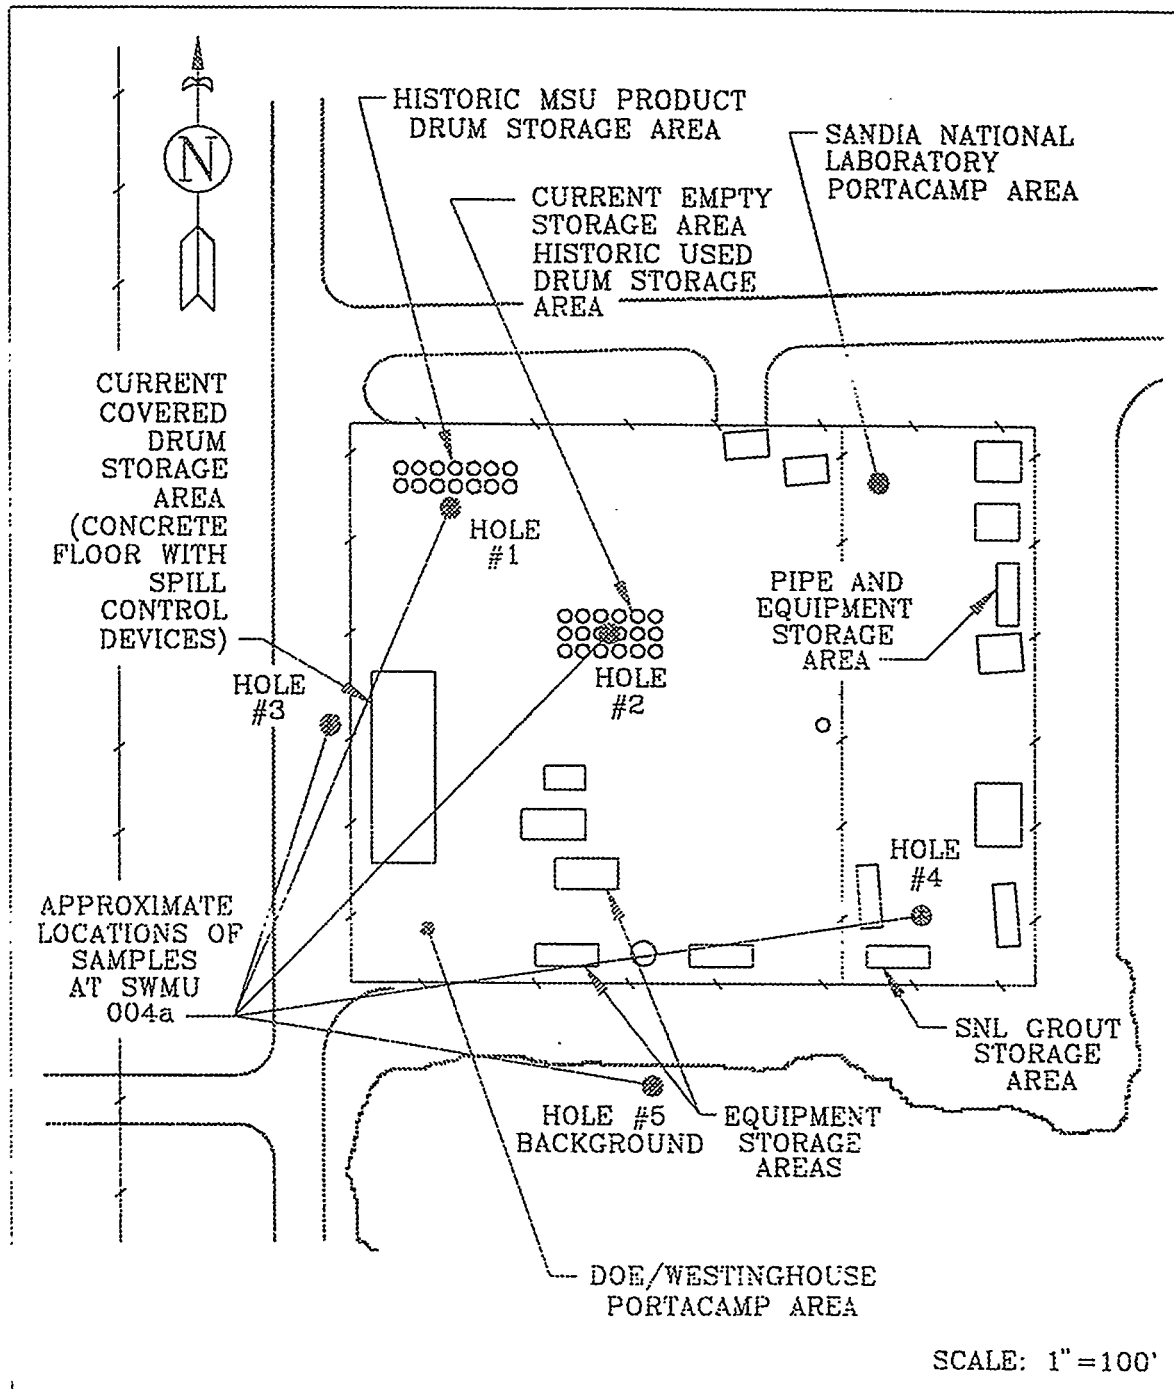 N
HISTORIC MSU PRODUCT
DRUM STORAGE AREA
SANDIA NATIONAL
LABORATORY
PORTACAMP AREA
CURRENT EMPTY
STORAGE AREA
HISTORIC USED
DRUM STORAGE
AREA
CURRENT
COVERED
DRUM
STORAGE
AREA
(CONCRETE
FLOOR WITH
SPILL
CONTROL
DEVICES)
HOLE
#1
PIPE AND
EQUIPMENT
STORAGE
AREA
HOLE
#2
HOLE
#3
HOLE
#4
APPROXIMATE
LOCATIONS OF
SAMPLES
AT SWMU
004a
SNL GROUT
STORAGE
AREA
HOLE #5
BACKGROUND
EQUIPMENT
STORAGE
AREAS
DOE/WESTINGHOUSE
PORTACAMP AREA
SCALE: 1"=100'